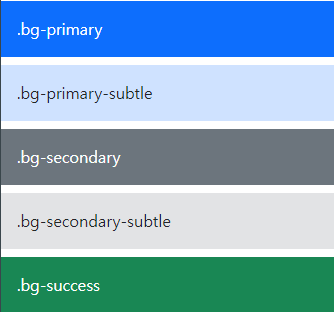 .bg-primary
.bg-primary-subtle
.bg-secondary
.bg-secondary-subtle
.bg-success